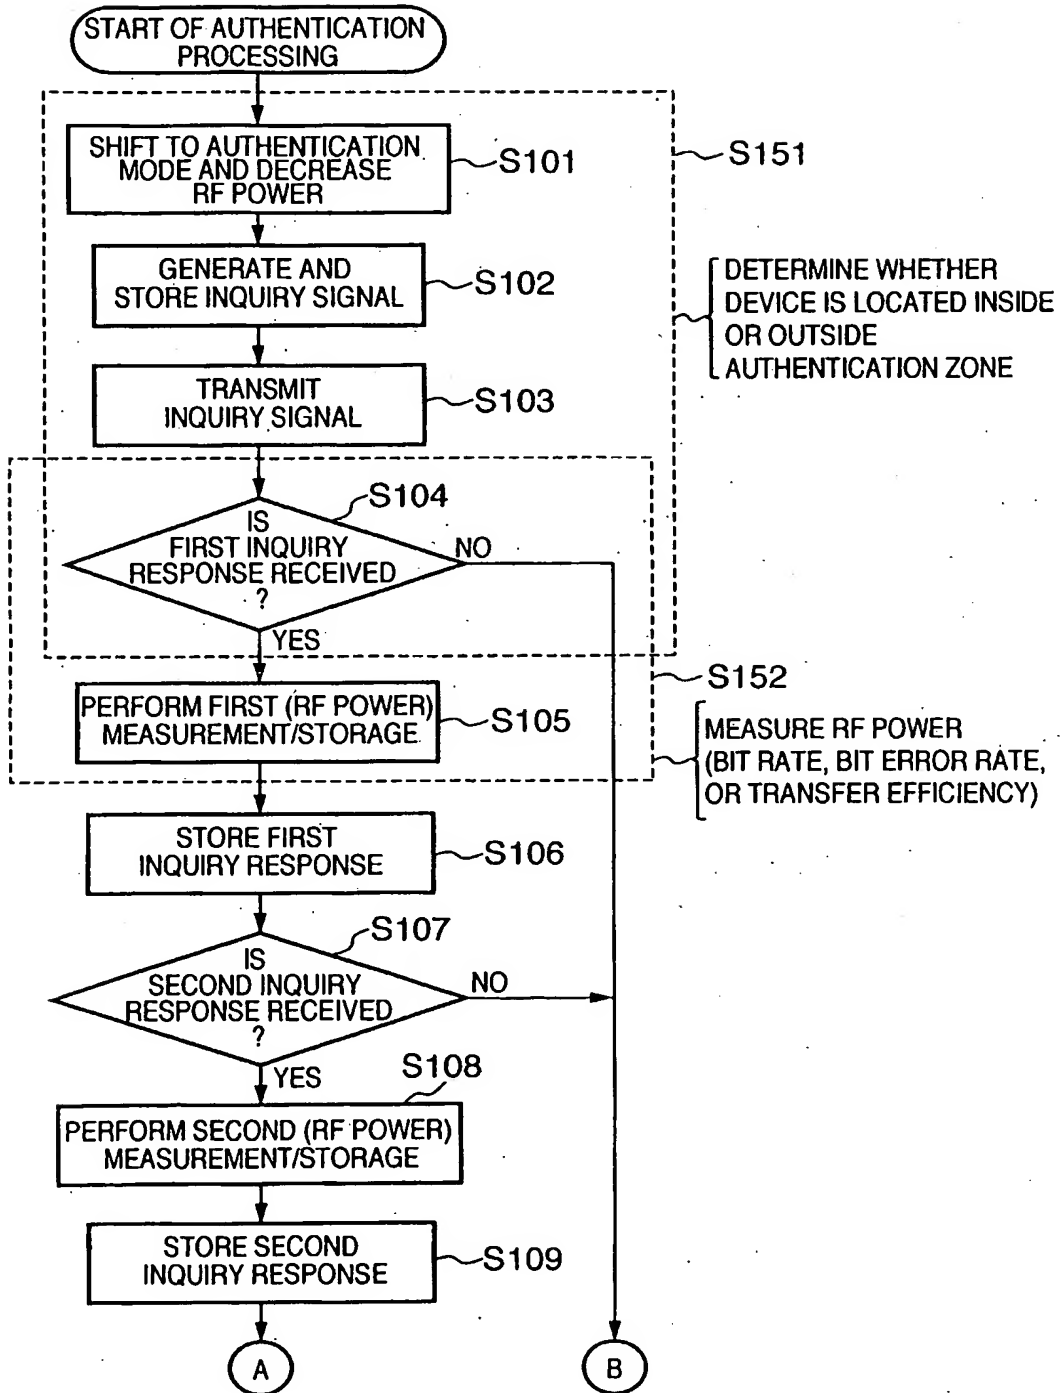 START OF AUTHENTICATION
PROCESSING
SHIFT TO AUTHENTICATION
MODE AND DECREASE
RF POWER
S101
S151
GENERATE AND
STORE INQUIRY SIGNAL
S102
DETERMINE WHETHER
DEVICE IS LOCATED INSIDE
OR OUTSIDE
AUTHENTICATION ZONE
TRANSMIT
INQUIRY SIGNAL
S103
S104
IS
FIRST INQUIRY
RESPONSE RECEIVED
?
NO
YES
S152
PERFORM FIRST (RF POWER)
MEASUREMENT/STORAGE
S105
MEASURE RF POWER
(BIT RATE, BIT ERROR RATE,
OR TRANSFER EFFICIENCY)
STORE FIRST
INQUIRY RESPONSE
S106
S107
IS
SECOND INQUIRY
RESPONSE RECEIVED
?
NO
YES
S108
PERFORM SECOND (RF POWER)
MEASUREMENT/STORAGE
STORE SECOND
INQUIRY RESPONSE
S109
A
B